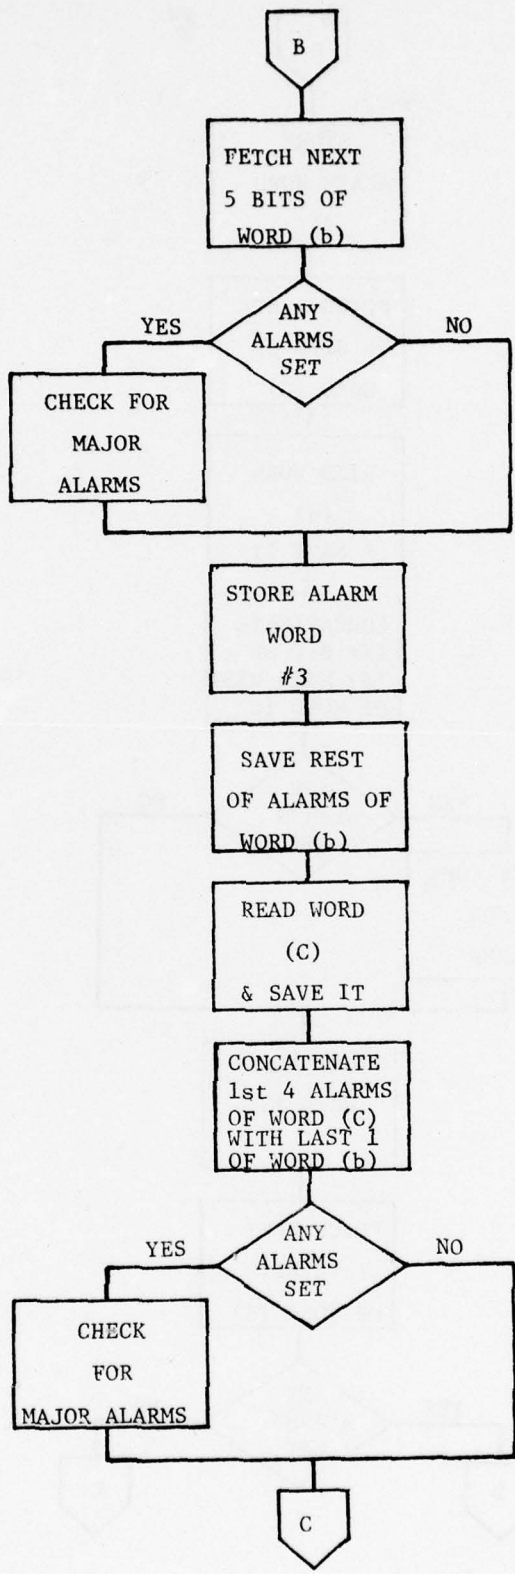 B
FETCH NEXT
5 BITS OF
WORD (b)
ANY
ALARMS
SET
YES
NO
CHECK FOR
MAJOR
ALARMS
STORE ALARM
WORD
#3
SAVE REST
OF ALARMS OF
WORD (b)
READ WORD
(C)
& SAVE IT
CONCATENATE
1st 4 ALARMS
OF WORD (C)
WITH LAST 1
OF WORD (b)
ANY
ALARMS
SET
YES
NO
CHECK
FOR
MAJOR ALARMS
C